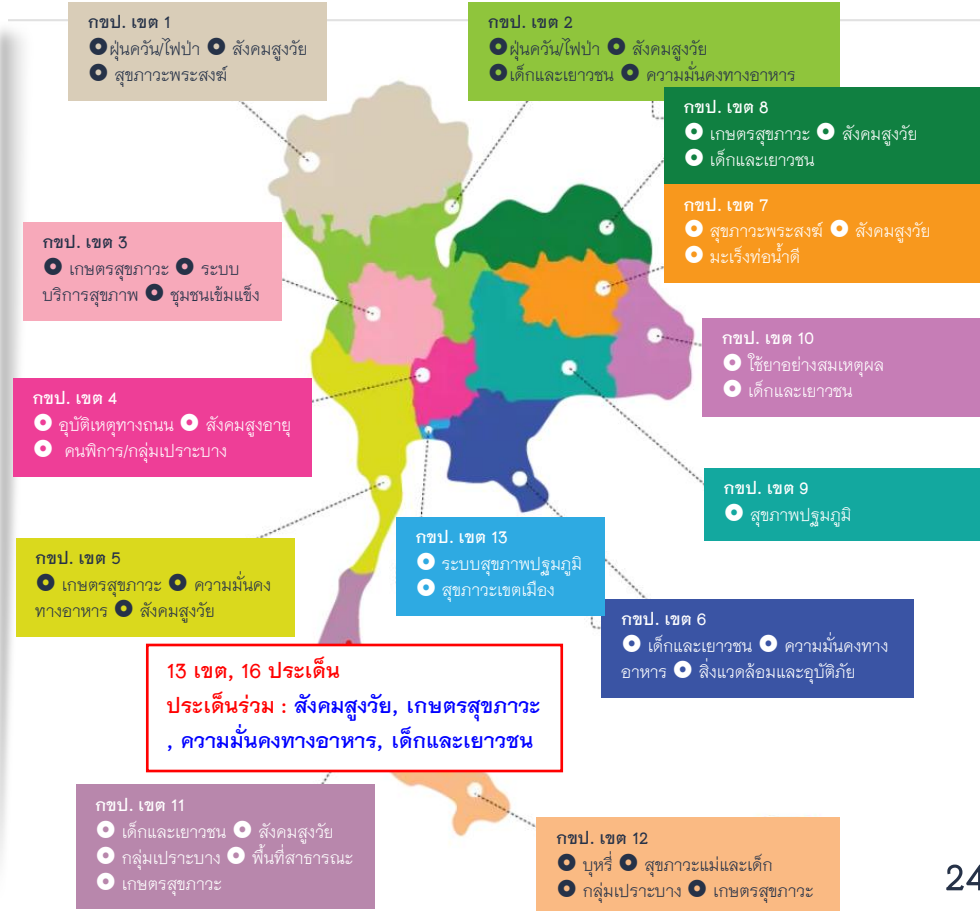 กขป. เขต 1
ฝุ่นควัน/ไฟป่า สังคมสูงวัย
สุขภาวะพระสงฆ์
กขป. เขต 2
ฝุ่นควัน/ไฟป่า สังคมสูงวัย
เด็กและเยาวชน ความมั่นคงทางอาหาร
กขป. เขต 8
เกษตรสุขภาวะ สังคมสูงวัย
เด็กและเยาวชน
กขป. เขต 7
สุขภาวะพระสงฆ์ สังคมสูงวัย
มะเร็งท่อน้ำดี
กขป. เขต 3
เกษตรสุขภาวะ ระบบ
บริการสุขภาพ ชุมชนเข้มแข็ง
กขป. เขต 10
ใช้ยาอย่างสมเหตุผล
เด็กและเยาวชน
กขป. เขต 4
อุบัติเหตุทางถนน สังคมสูงอายุ
คนพิการ/กลุ่มเปราะบาง
กขป. เขต 9
สุขภาพปฐมภูมิ
กขป. เขต 13
ระบบสุขภาพปฐมภูมิ
สุขภาวะเขตเมือง
กขป. เขต 5
เกษตรสุขภาวะ ความมั่นคง
ทางอาหาร สังคมสูงวัย
กขป. เขต 6
เด็กและเยาวชน ความมั่นคงทาง
อาหาร สิ่งแวดล้อมและอุบัติภัย
13 เขต, 16 ประเด็น
ประเด็นร่วม : สังคมสูงวัย, เกษตรสุขภาวะ
, ความมั่นคงทางอาหาร, เด็กและเยาวชน
กขป. เขต 11
เด็กและเยาวชน สังคมสูงวัย
กลุ่มเปราะบาง พื้นที่สาธารณะ
เกษตรสุขภาวะ
กขป. เขต 12
บุหรี่ สุขภาวะแม่และเด็ก
กลุ่มเปราะบาง เกษตรสุขภาวะ
24